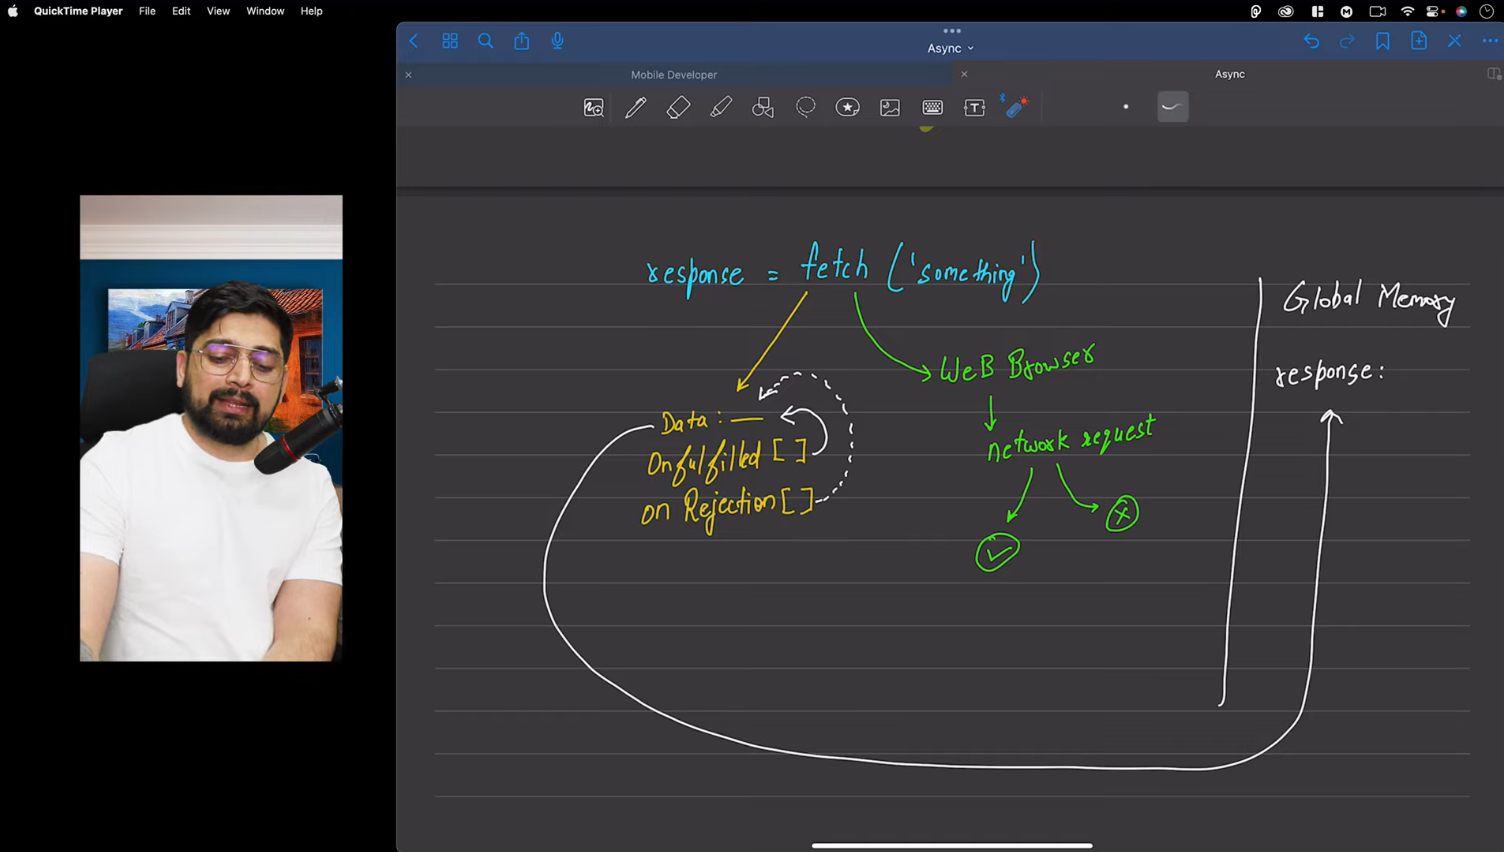 QuickTime Player File Edit View Window Help
Async
Mobile Developer
Async
response = fetch ('something')
Global Memory
response:
WeB Browser
Data: —
network request
Onfulfilled [ ]
on Rejection [ ]